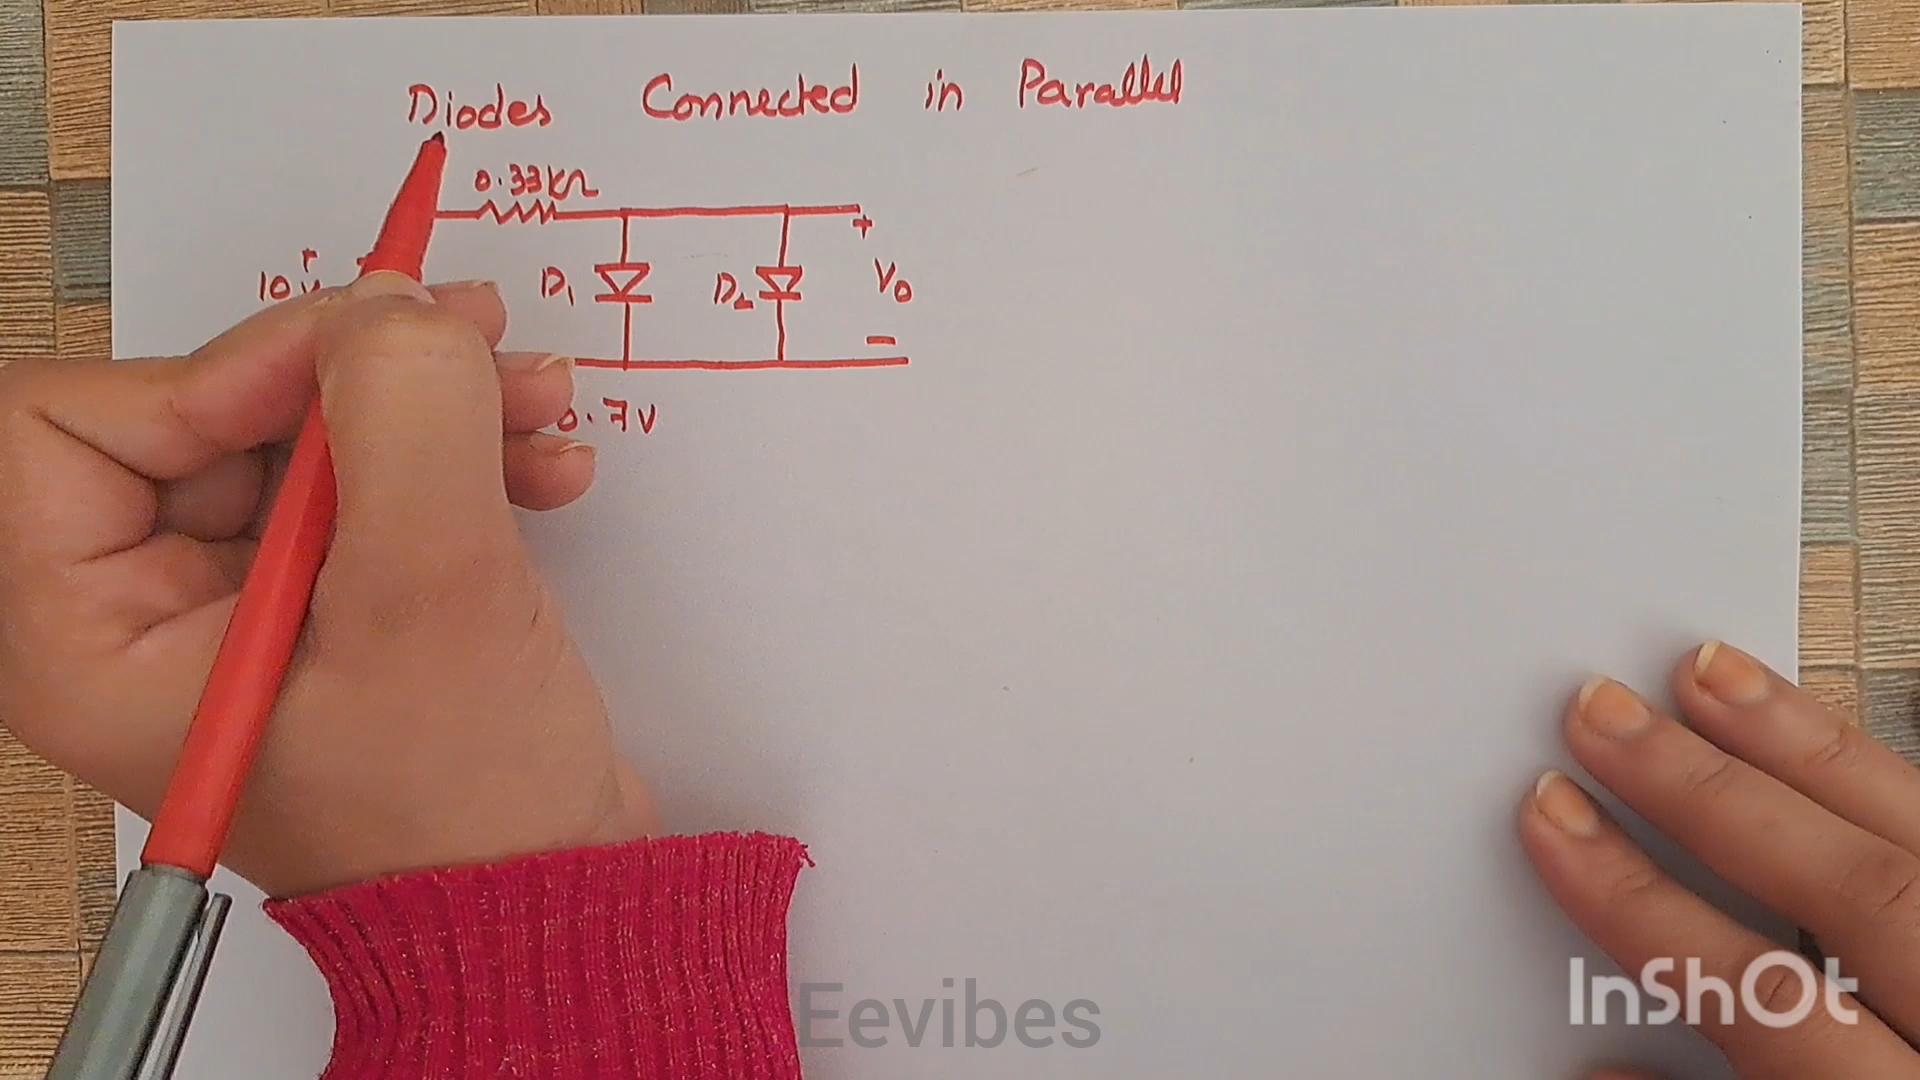 Diodes Connected in Parallel
0.33kΩ
+
10v
D1
D2
+
Vo
-
0.7V
Eevibes
InShOt